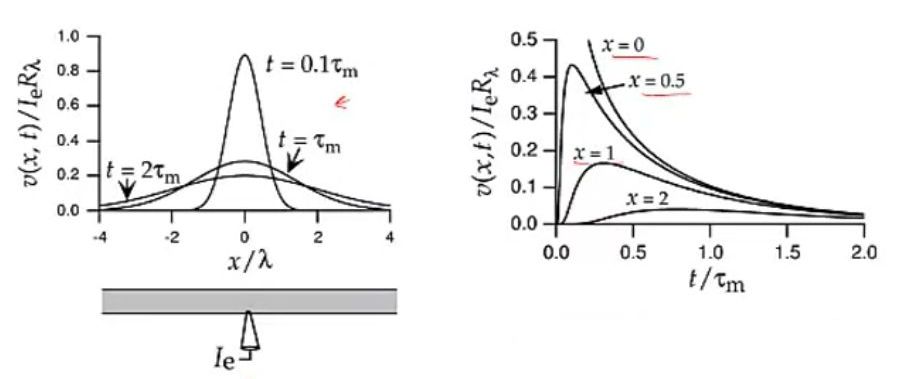 v(x, t)/IₑR_λ
1.0
0.8
0.6
0.4
0.2
0.0
t = 0.1τₘ
t = τₘ
t = 2τₘ
-4
-2
0
2
4
x/λ
Iₑ
v(x,t)/IₑR_λ
0.5
0.4
0.3
0.2
0.1
0.0
x = 0
x = 0.5
x = 1
x = 2
0.0
0.5
1.0
1.5
2.0
t/τₘ